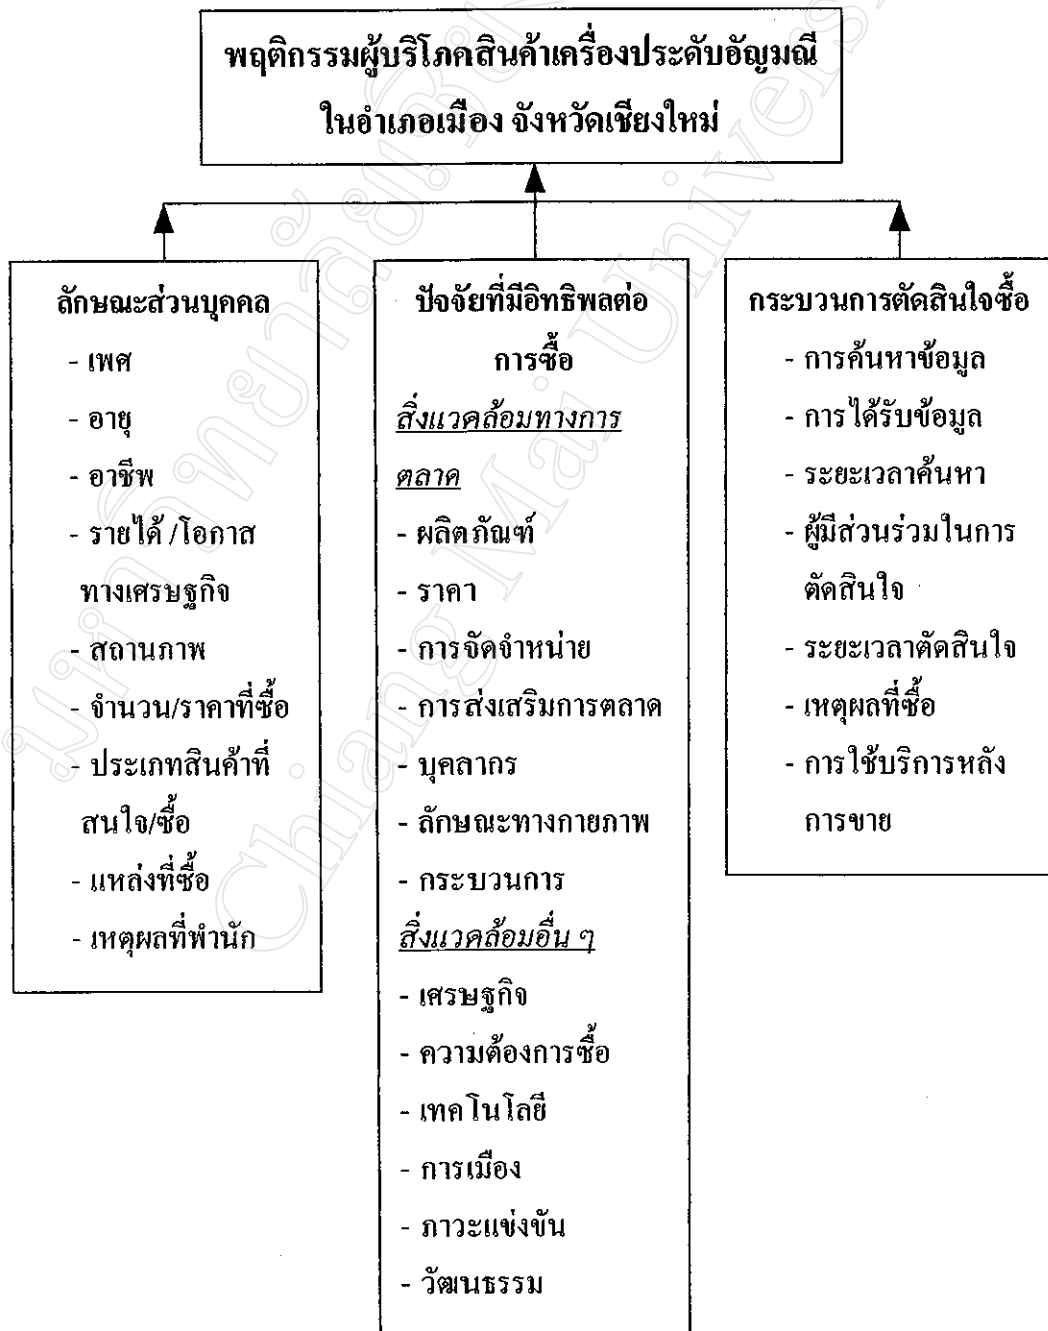 พฤติกรรมผู้บริโภคสินค้าเครื่องประดับอัญมณี
ในอำเภอเมือง จังหวัดเชียงใหม่
ลักษณะส่วนบุคคล
- เพศ
- อายุ
- อาชีพ
- รายได้ /โอกาส
ทางเศรษฐกิจ
- สถานภาพ
- จำนวน/ราคาที่ซื้อ
- ประเภทสินค้าที่
สนใจ/ซื้อ
- แหล่งที่ซื้อ
- เหตุผลที่พำนัก
ปัจจัยที่มีอิทธิพลต่อ
การซื้อ
สิ่งแวดล้อมทางการ
ตลาด
- ผลิตภัณฑ์
- ราคา
- การจัดจำหน่าย
- การส่งเสริมการตลาด
- บุคลากร
- ลักษณะทางกายภาพ
- กระบวนการ
สิ่งแวดล้อมอื่น ๆ
- เศรษฐกิจ
- ความต้องการซื้อ
- เทคโนโลยี
- การเมือง
- ภาวะแข่งขัน
- วัฒนธรรม
กระบวนการตัดสินใจซื้อ
- การค้นหาข้อมูล
- การได้รับข้อมูล
- ระยะเวลาค้นหา
- ผู้มีส่วนร่วมในการ
ตัดสินใจ
- ระยะเวลาตัดสินใจ
- เหตุผลที่ซื้อ
- การใช้บริการหลัง
การขาย
มหาวิทยาลัยเชียงใหม่
Chiang Mai University